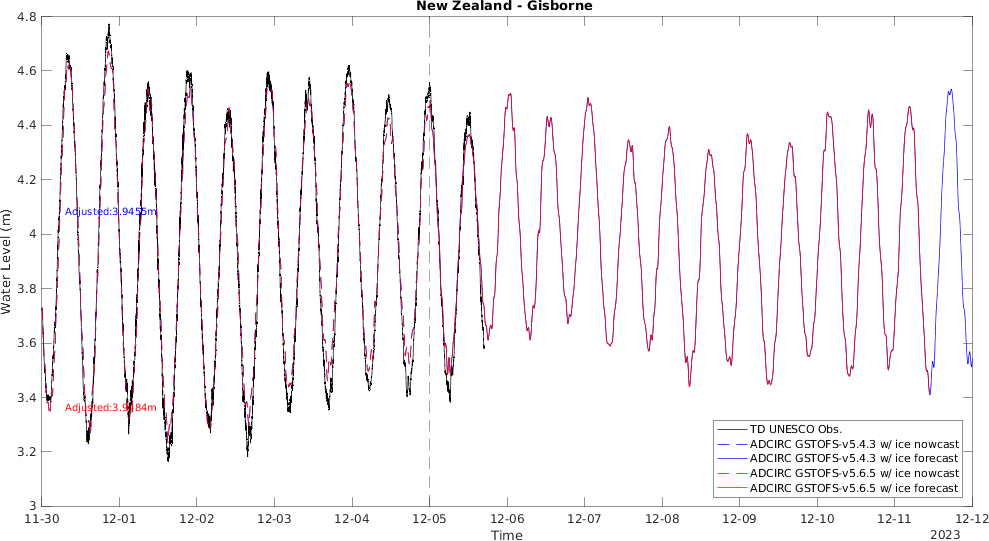 New Zealand - Gisborne
4.8
4.6
4.4
4.2
4
3.8
3.6
3.4
3.2
3
Water Level (m)
Adjusted:3.9455m
TD UNESCO Obs.
ADCIRC GSTOFS-v5.4.3 w/ ice nowcast
ADCIRC GSTOFS-v5.4.3 w/ ice forecast
ADCIRC GSTOFS-v5.6.5 w/ ice nowcast
ADCIRC GSTOFS-v5.6.5 w/ ice forecast
11-30 12-01 12-02 12-03 12-04 12-05 12-06 12-07 12-08 12-09 12-10 12-11 12-12
Time
2023